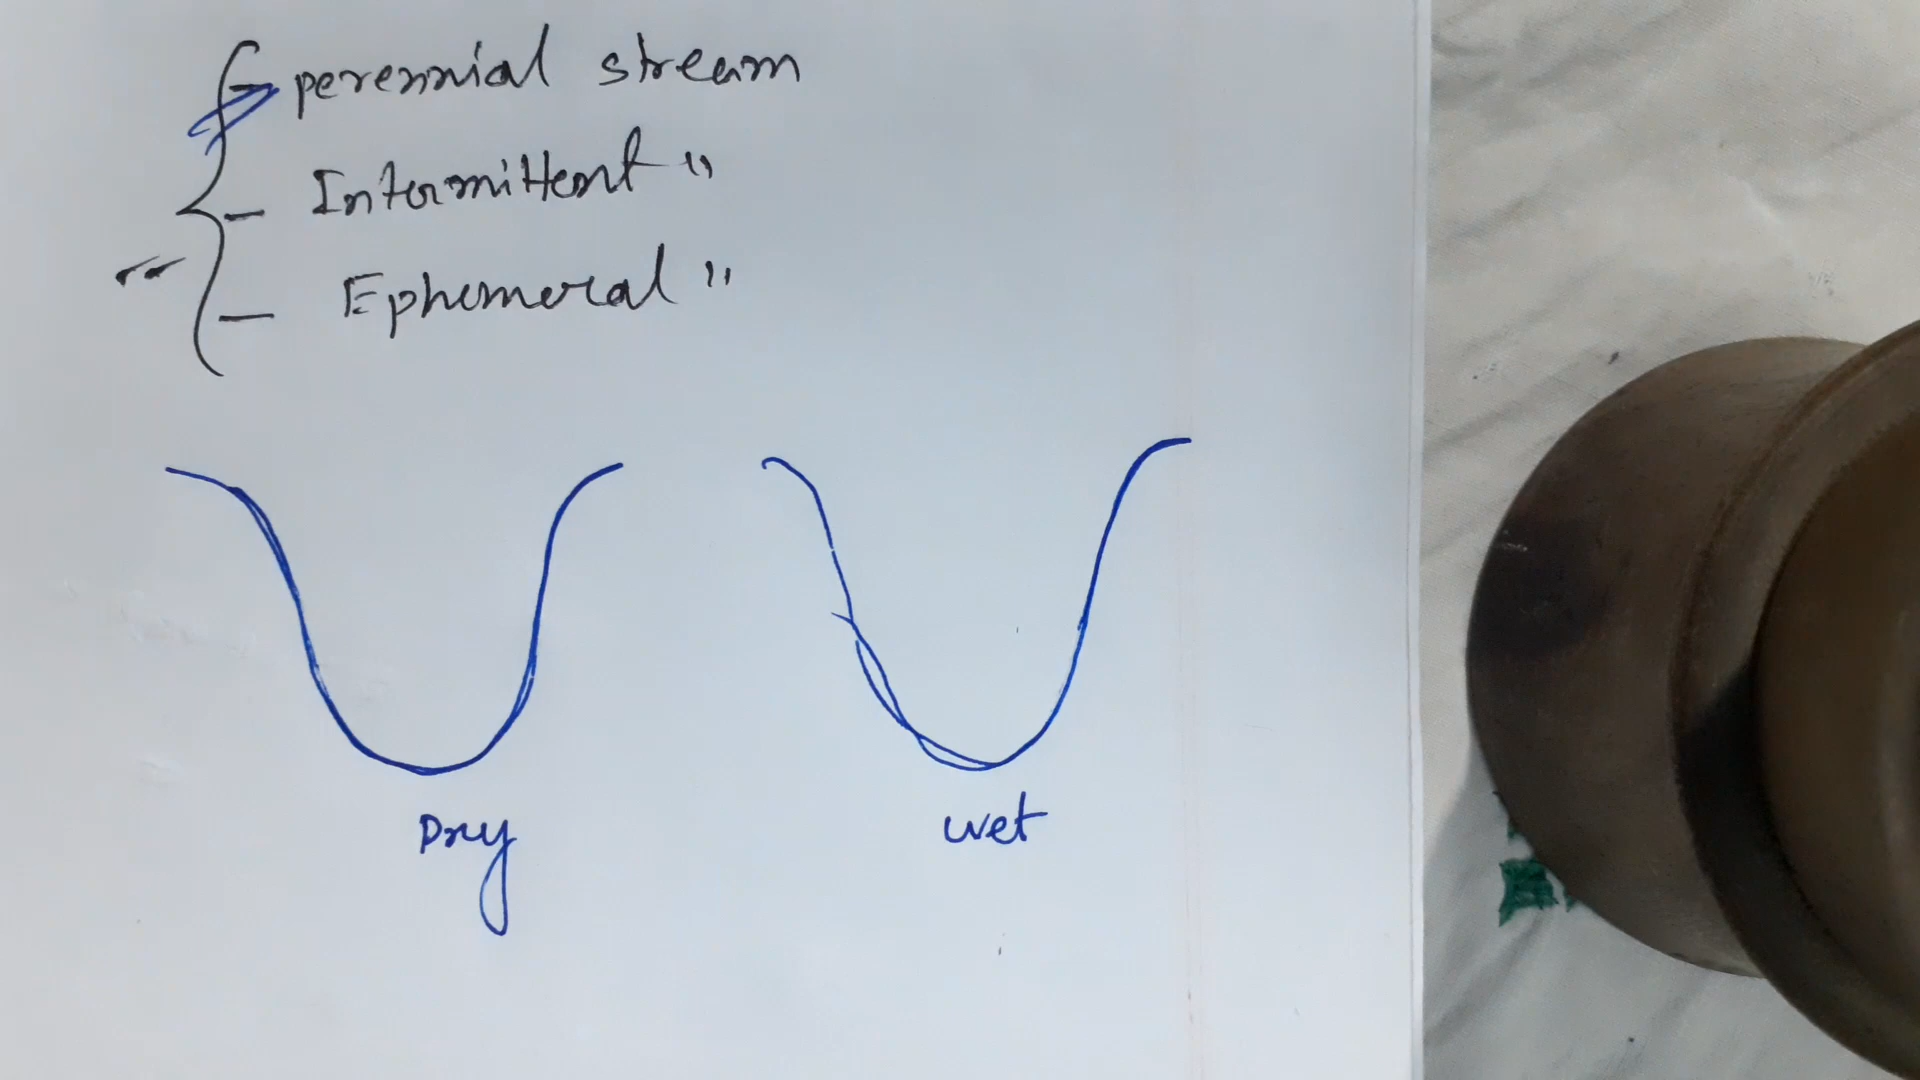 - perennial stream
- Intermittent "
- Ephemeral "
Dry
wet